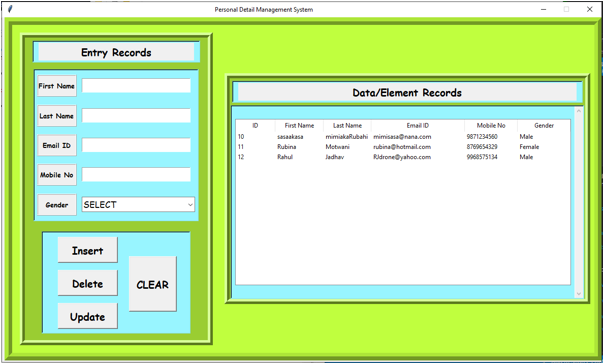 Personal Detail Management System
Entry Records
First Name
Last Name
Email ID
Mobile No
Gender
SELECT
Insert
Delete
Update
CLEAR
Data/Element Records
ID First Name Last Name Email ID Mobile No Gender
10 sasaakasa mimiakaRubahi mimisasa@nana.com 9871234560 Male
11 Rubina Motwani rubina@hotmail.com 8769654329 Female
12 Rahul Jadhav RJdrone@yahoo.com 9968575134 Male